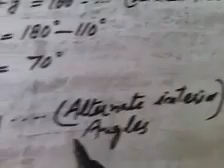 = 180° - 110°
= 70°
.... (Alternate interior
Angles